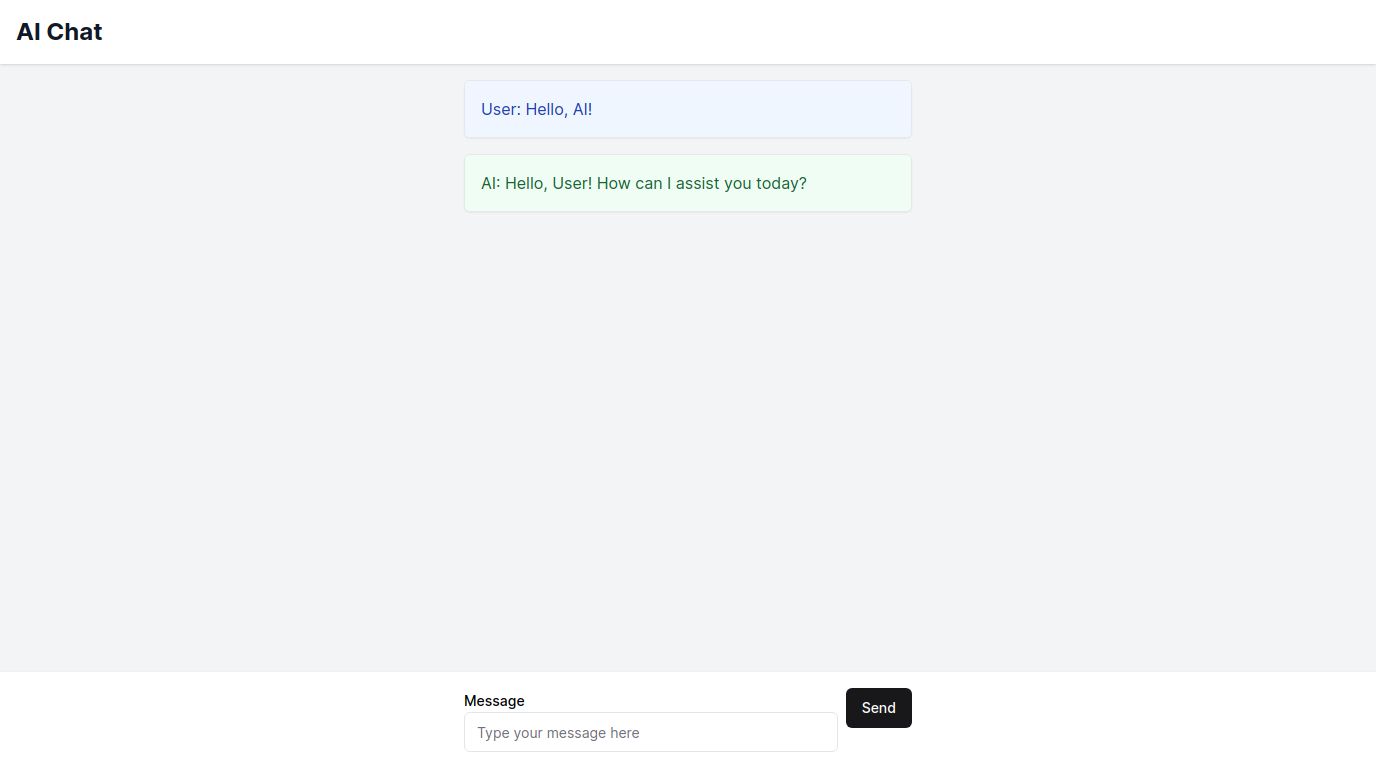 AI Chat
User: Hello, AI!
AI: Hello, User! How can I assist you today?
Message
Send
Type your message here